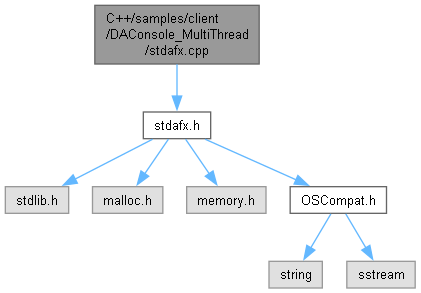 C++/samples/client
/DAConsole_MultiThread
/stdafx.cpp
stdafx.h
stdlib.h
malloc.h
memory.h
OSCompat.h
string
sstream